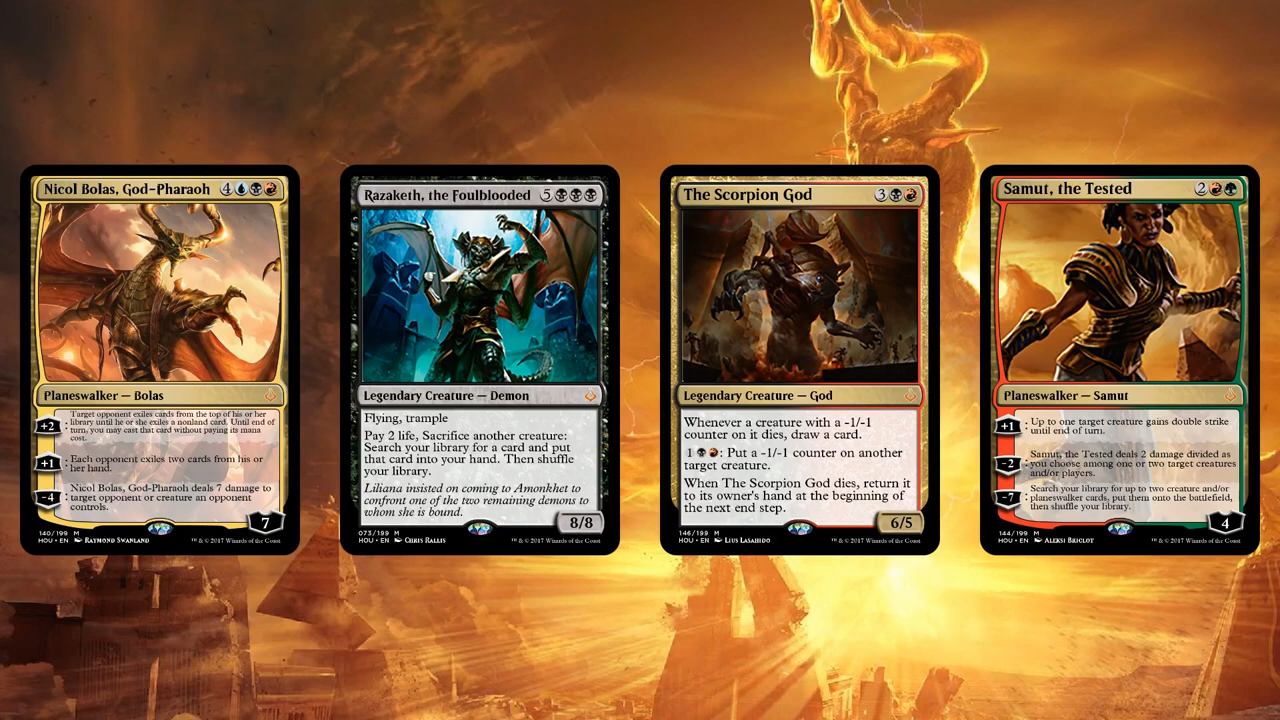 Nicol Bolas, God-Pharaoh 4
Planeswalker — Bolas
+2: Target opponent exiles cards from the top of his or her
library until he or she exiles a nonland card. Until end of
turn, you may cast that card without paying its mana
cost.
+1: Each opponent exiles two cards from his or
her hand.
-4: Nicol Bolas, God-Pharaoh deals 7 damage to
target opponent or creature an opponent
controls.
7
140/199 M
HOU • EN Raymond Swanland ™ & © 2017 Wizards of the Coast
Razaketh, the Foulblooded 5
Legendary Creature — Demon
Flying, trample
Pay 2 life, Sacrifice another creature:
Search your library for a card and put
that card into your hand. Then shuffle
your library.
Liliana insisted on coming to Amonkhet to
confront one of the two remaining demons to
whom she is bound.
8/8
073/199 M
HOU • EN Chris Rallis ™ & © 2017 Wizards of the Coast
The Scorpion God 3
Legendary Creature — God
Whenever a creature with a -1/-1
counter on it dies, draw a card.
1 : Put a -1/-1 counter on another
target creature.
When The Scorpion God dies, return it
to its owner's hand at the beginning of
the next end step.
6/5
146/199 M
HOU • EN Lius Lasahido ™ & © 2017 Wizards of the Coast
Samut, the Tested 2
Planeswalker — Samut
+1: Up to one target creature gains double strike
until end of turn.
-2: Samut, the Tested deals 2 damage divided as
you choose among one or two target creatures
and/or players.
-7: Search your library for up to two creature and/or
planeswalker cards, put them onto the battlefield,
then shuffle your library.
4
144/199 M
HOU • EN Aleksi Briclot ™ & © 2017 Wizards of the Coast